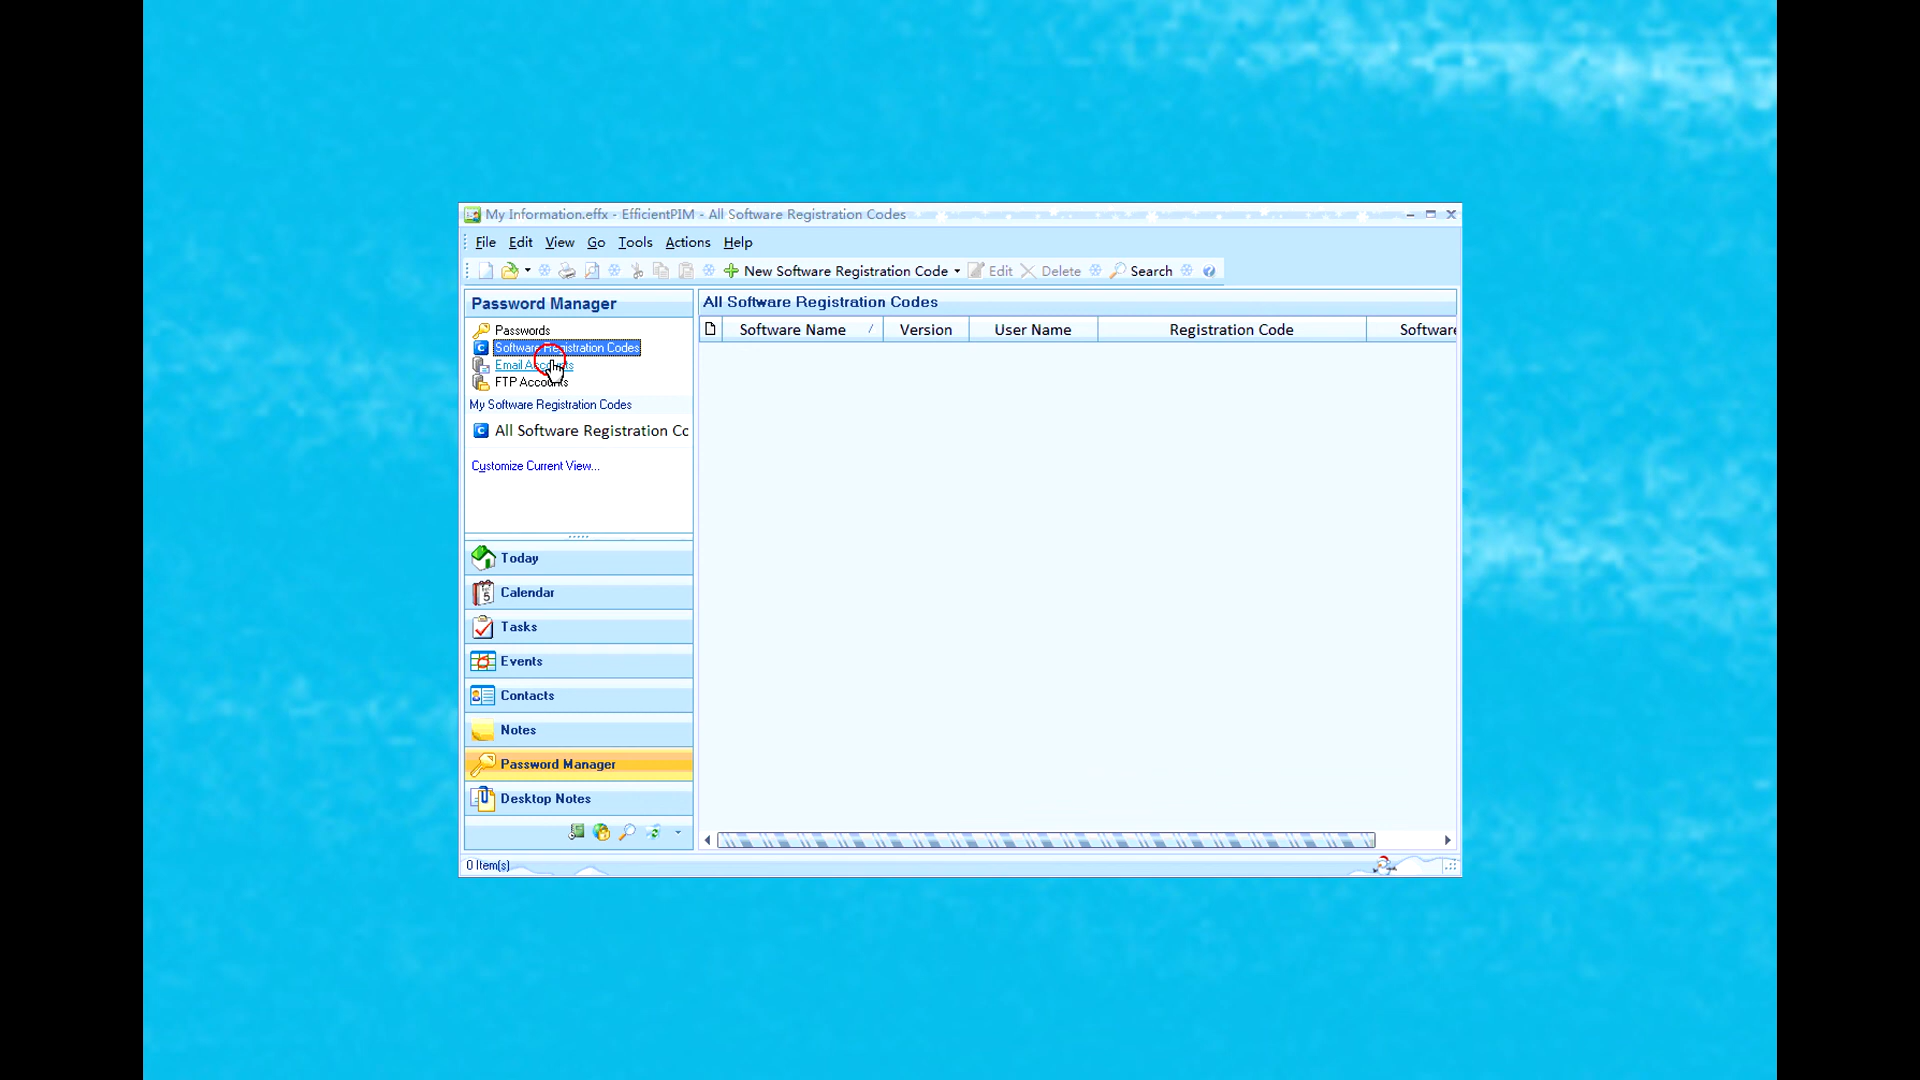 My Information.effx - EfficientPIM - All Software Registration Codes
File Edit View Go Tools Actions Help
New Software Registration Code Edit Delete Search
Password Manager
Passwords
Software Registration Codes
Email Accounts
FTP Accounts
My Software Registration Codes
All Software Registration Cc
Customize Current View...
All Software Registration Codes
Software Name Version User Name Registration Code Software
Today
Calendar
Tasks
Events
Contacts
Notes
Password Manager
Desktop Notes
0 Item(s)